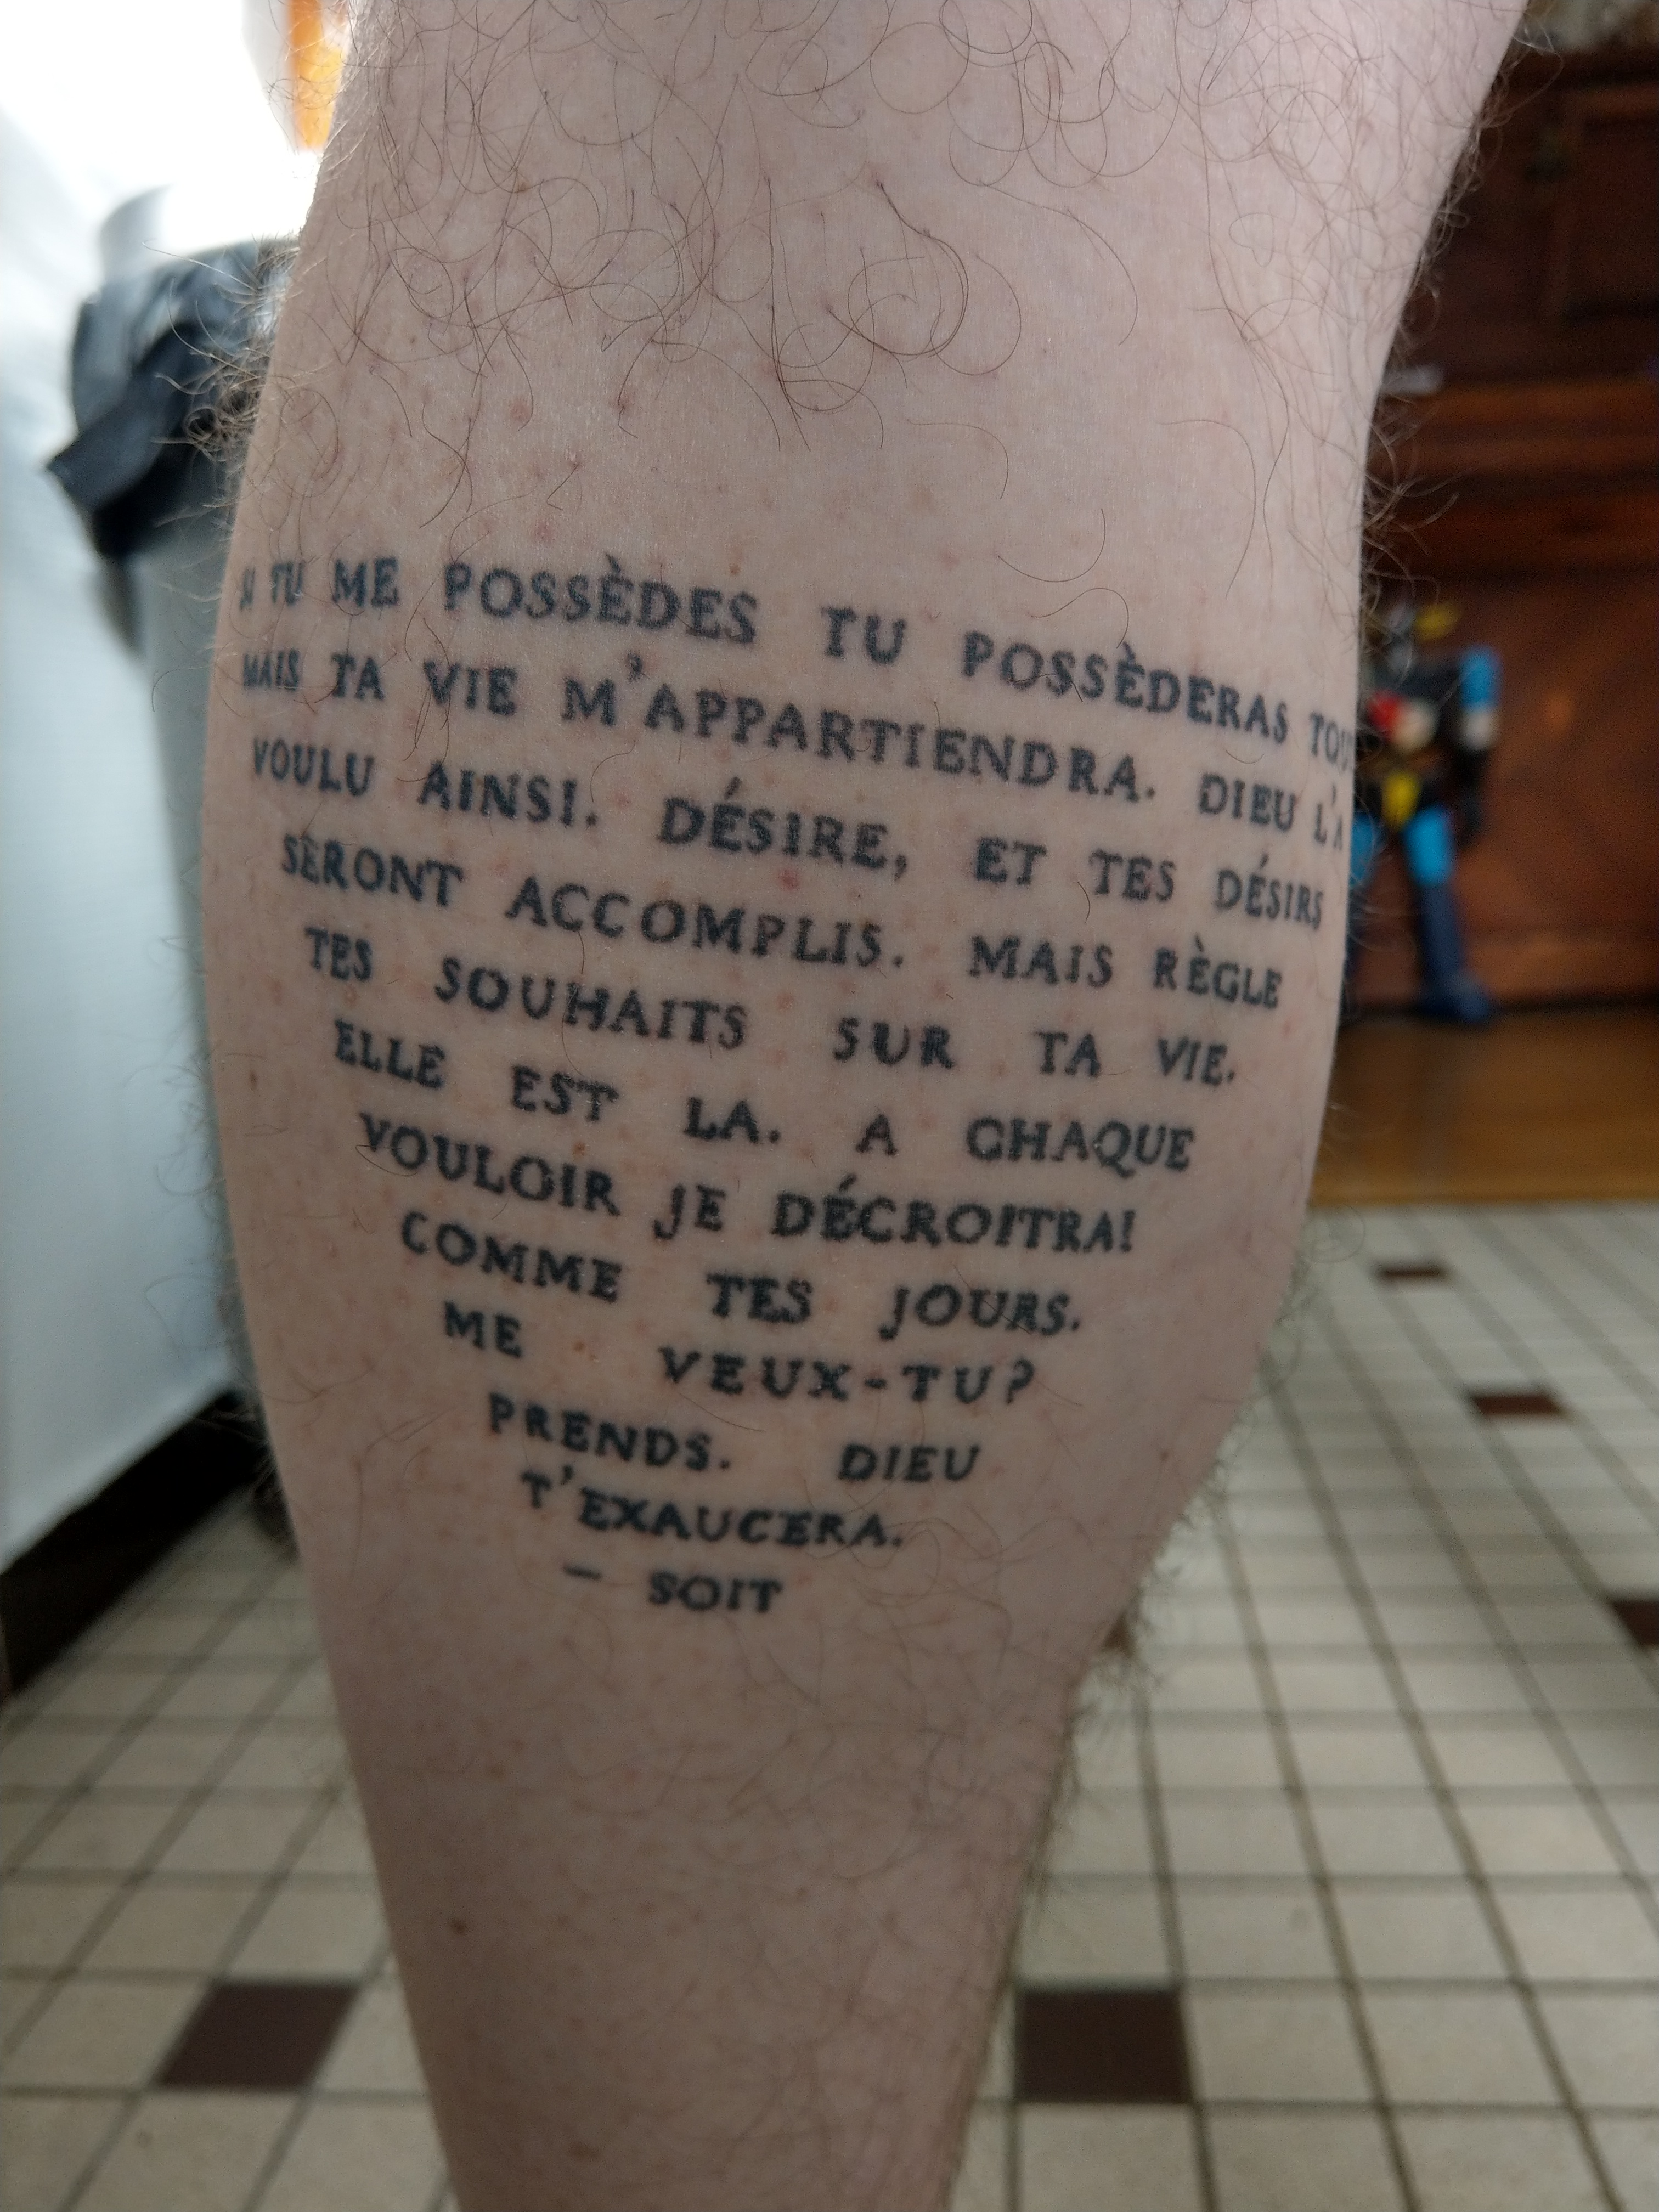 SI TU ME POSSÈDES TU POSSÈDERAS TOUT
MAIS TA VIE M'APPARTIENDRA. DIEU L'A
VOULU AINSI. DÉSIRE, ET TES DÉSIRS
SERONT ACCOMPLIS. MAIS RÈGLE
TES SOUHAITS SUR TA VIE.
ELLE EST LA. A CHAQUE
VOULOIR JE DÉCROITRAI
COMME TES JOURS.
ME VEUX-TU?
PRENDS. DIEU
T'EXAUCERA.
— SOIT